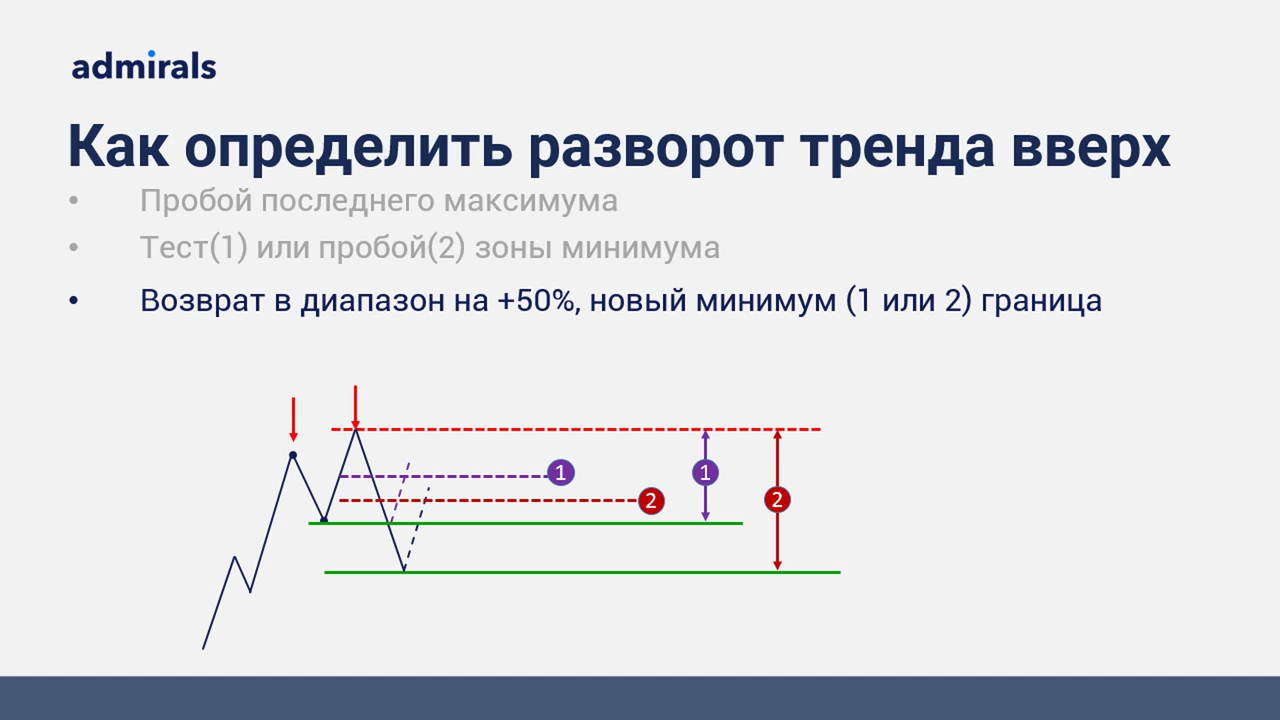 admirals
Как определить разворот тренда вверх
• Пробой последнего максимума
• Тест(1) или пробой(2) зоны минимума
• Возврат в диапазон на +50%, новый минимум (1 или 2) граница
1
1
2
2